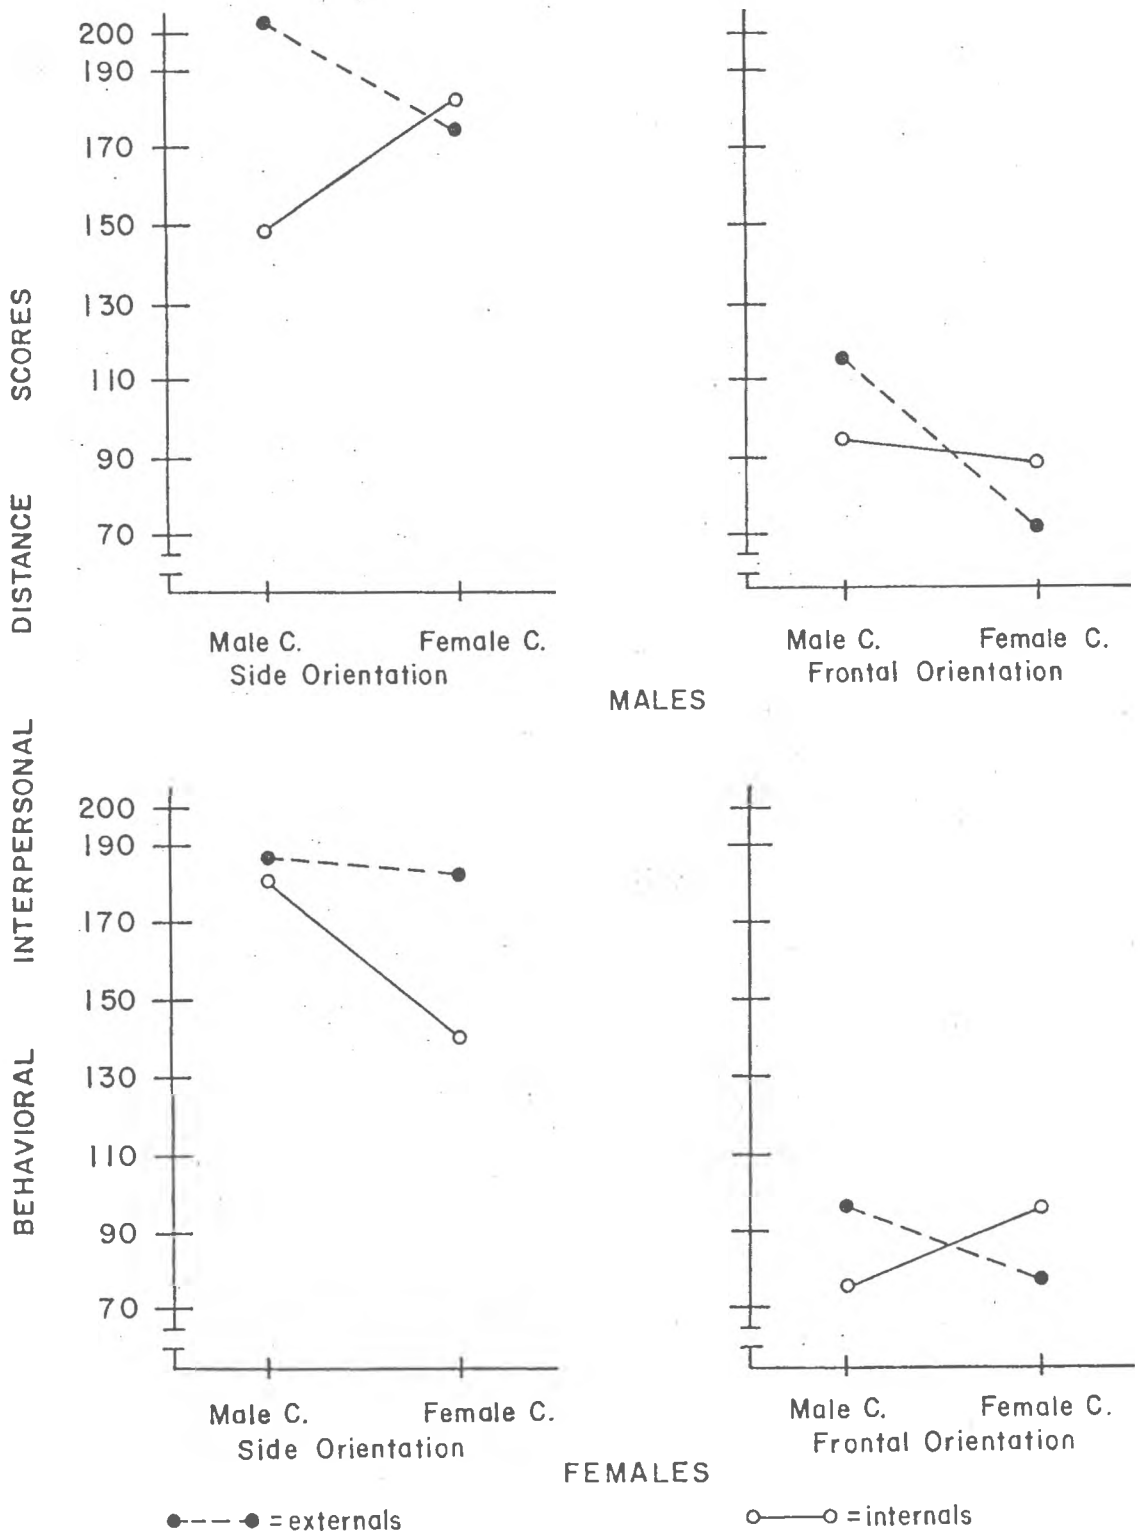 BEHAVIORAL INTERPERSONAL DISTANCE SCORES
200
190
170
150
130
110
90
70
Male C. Female C.
Side Orientation
Male C. Female C.
Frontal Orientation
MALES
200
190
170
150
130
110
90
70
Male C. Female C.
Side Orientation
Male C. Female C.
Frontal Orientation
FEMALES
= externals
= internals